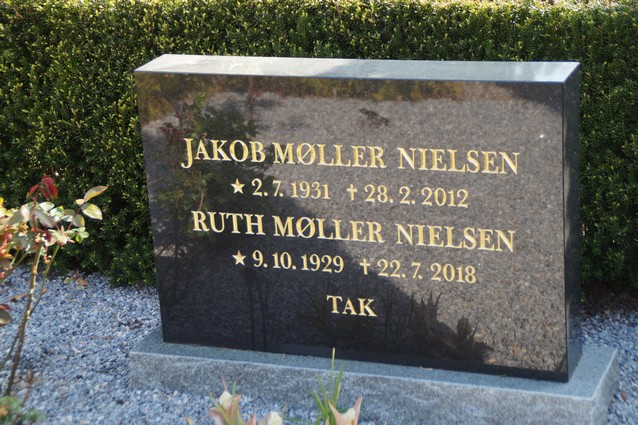 JAKOB MØLLER NIELSEN
★ 2. 7. 1931 ✝ 28. 2. 2012
RUTH MØLLER NIELSEN
★ 9. 10. 1929 ✝ 22. 7. 2018
TAK